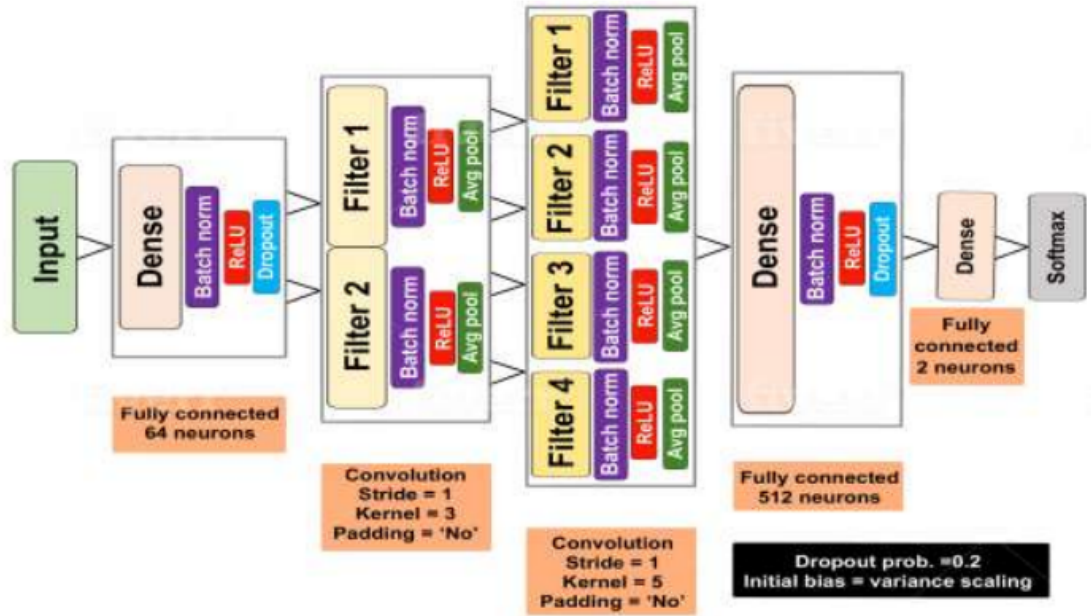 Input
Dense
Batch norm
ReLU
Dropout
Fully connected
64 neurons
Filter 1
Batch norm
ReLU
Avg pool
Filter 2
Batch norm
ReLU
Avg pool
Convolution
Stride = 1
Kernel = 3
Padding = ‘No’
Filter 1
Batch norm
ReLU
Avg pool
Filter 2
Batch norm
ReLU
Avg pool
Filter 3
Batch norm
ReLU
Avg pool
Filter 4
Batch norm
ReLU
Avg pool
Convolution
Stride = 1
Kernel = 5
Padding = ‘No’
Dense
Batch norm
ReLU
Dropout
Fully connected
512 neurons
Dense
Fully
connected
2 neurons
Softmax
Dropout prob. =0.2
Initial bias = variance scaling